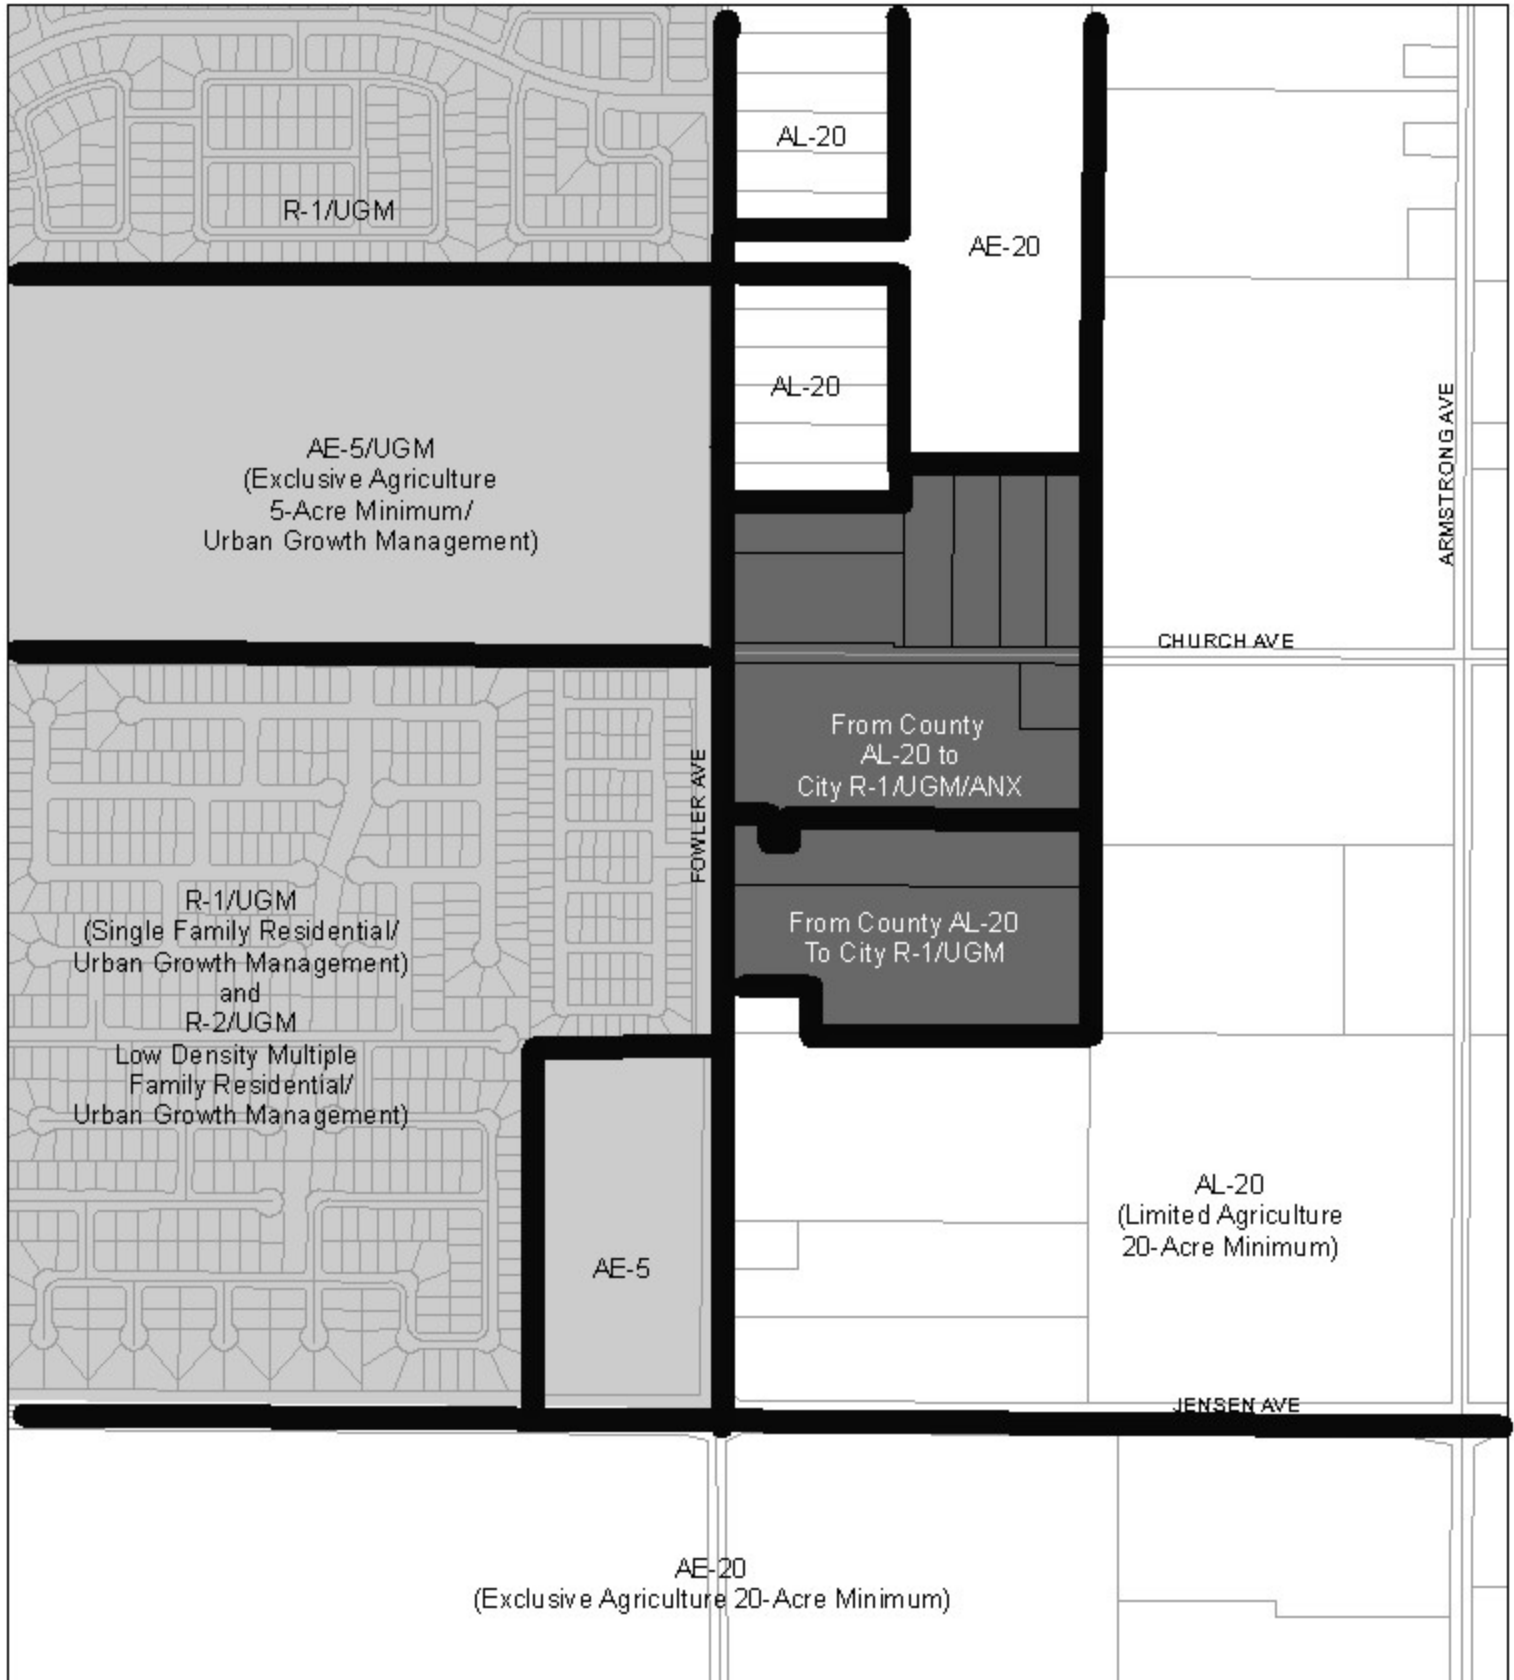 AL-20
R-1/UGM
AE-20
AL-20
AE-5/UGM
(Exclusive Agriculture
5-Acre Minimum/
Urban Growth Management)
ARMSTRONG AVE
CHURCH AVE
From County
AL-20 to
City R-1/UGM/ANX
FOWLER AVE
R-1/UGM
(Single Family Residential/
Urban Growth Management)
and
R-2/UGM
Low Density Multiple
Family Residential/
Urban Growth Management)
From County AL-20
To City R-1/UGM
AL-20
(Limited Agriculture
20-Acre Minimum)
AE-5
JENSEN AVE
AE-20
(Exclusive Agriculture 20-Acre Minimum)